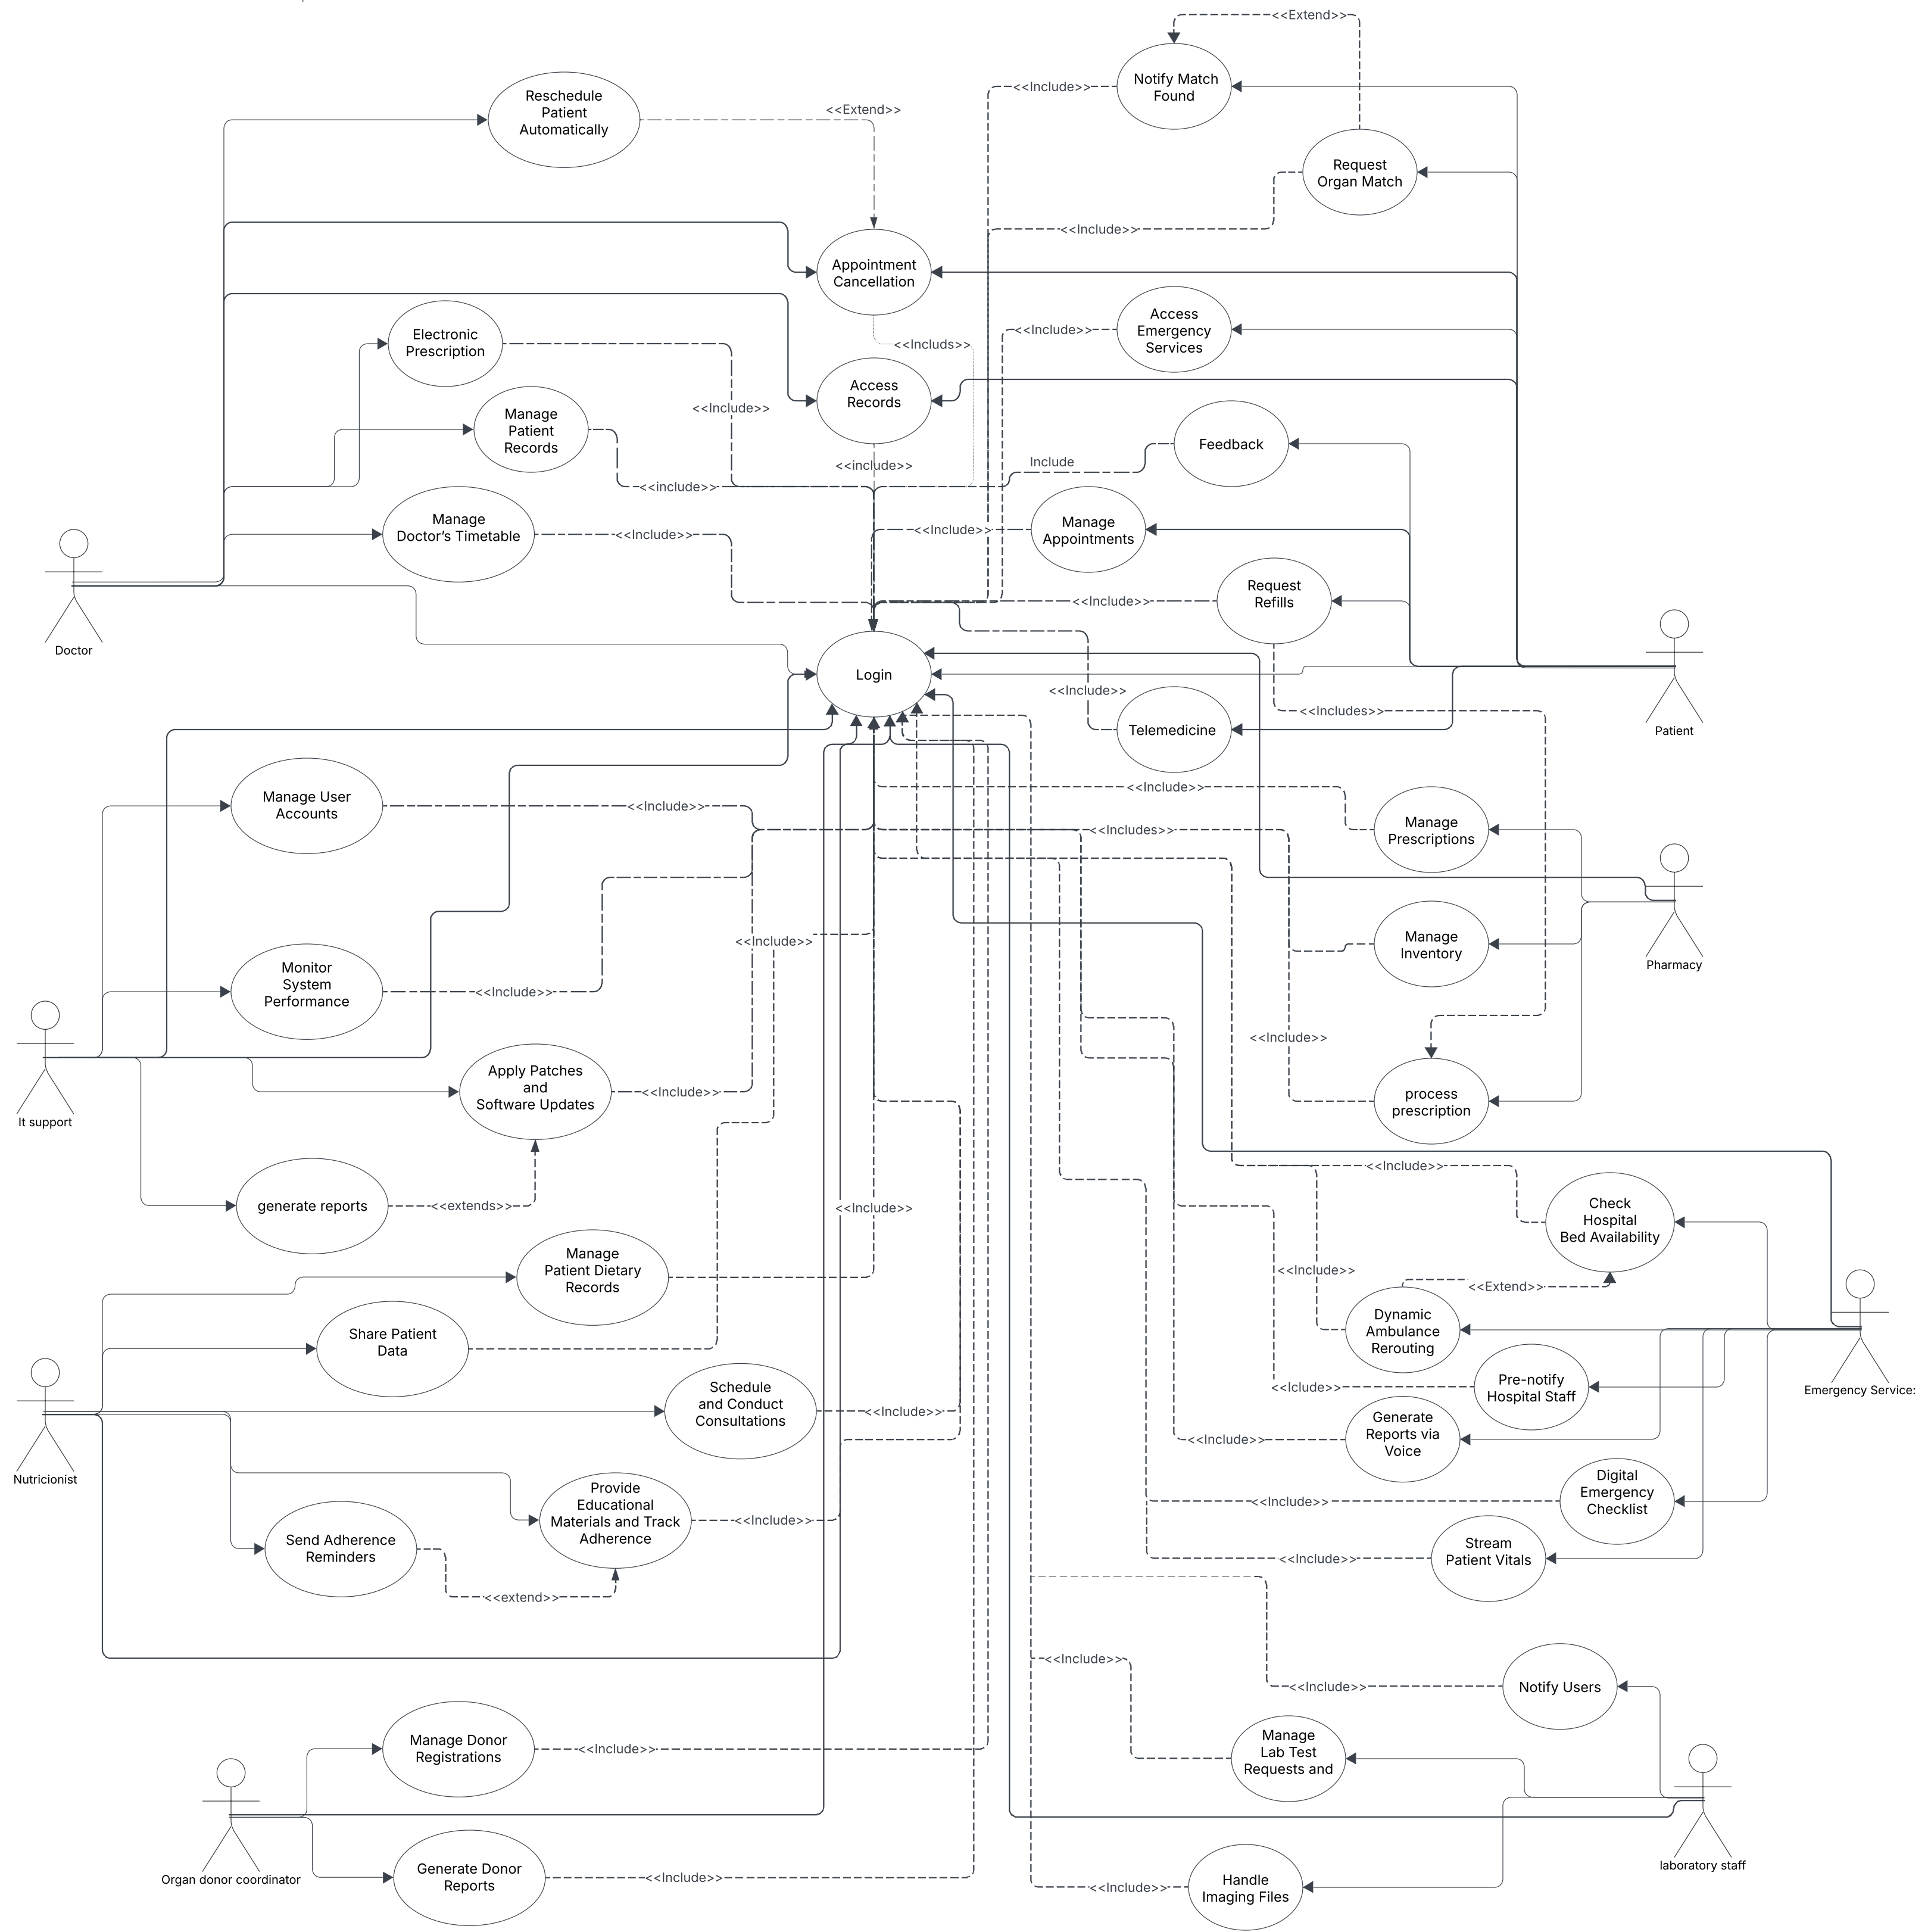 <<Extend>>
Notify Match
Found
<<Include>>
Reschedule
Patient
Automatically
<<Extend>>
Request
Organ Match
<<Include>>
Appointment
Cancellation
Access
Emergency
Services
<<Include>>
Electronic
Prescription
<<Includs>>
Access
Records
<<Include>>
Manage
Patient
Records
Feedback
Include
<<include>>
<<include>>
Manage
Doctor's Timetable
<<Include>>
<<Include>>
Manage
Appointments
Request
Refills
<<Include>>
Doctor
Login
<<Include>>
<<Includes>>
Telemedicine
Patient
<<Include>>
Manage User
Accounts
<<Include>>
Manage
Prescriptions
<<Includes>>
<<Include>>
Manage
Inventory
Pharmacy
Monitor
System
Performance
<<Include>>
<<Include>>
Apply Patches
and
Software Updates
<<Include>>
process
prescription
It support
<<Include>>
generate reports
<<extends>>
<<Include>>
Check
Hospital
Bed Availability
Manage
Patient Dietary
Records
<<Include>>
<<Extend>>
Share Patient
Data
Dynamic
Ambulance
Rerouting
Emergency Service:
Schedule
and Conduct
Consultations
<<Include>>
<<Iclude>>
Pre-notify
Hospital Staff
Generate
Reports via
Voice
<<Include>>
Nutricionist
Provide
Educational
Materials and Track
Adherence
<<Include>>
<<Include>>
Digital
Emergency
Checklist
Send Adherence
Reminders
<<extend>>
<<Include>>
Stream
Patient Vitals
<<Include>>
<<Include>>
Notify Users
Manage Donor
Registrations
<<Include>>
Manage
Lab Test
Requests and
Organ donor coordinator
laboratory staff
Generate Donor
Reports
<<Include>>
<<Include>>
Handle
Imaging Files